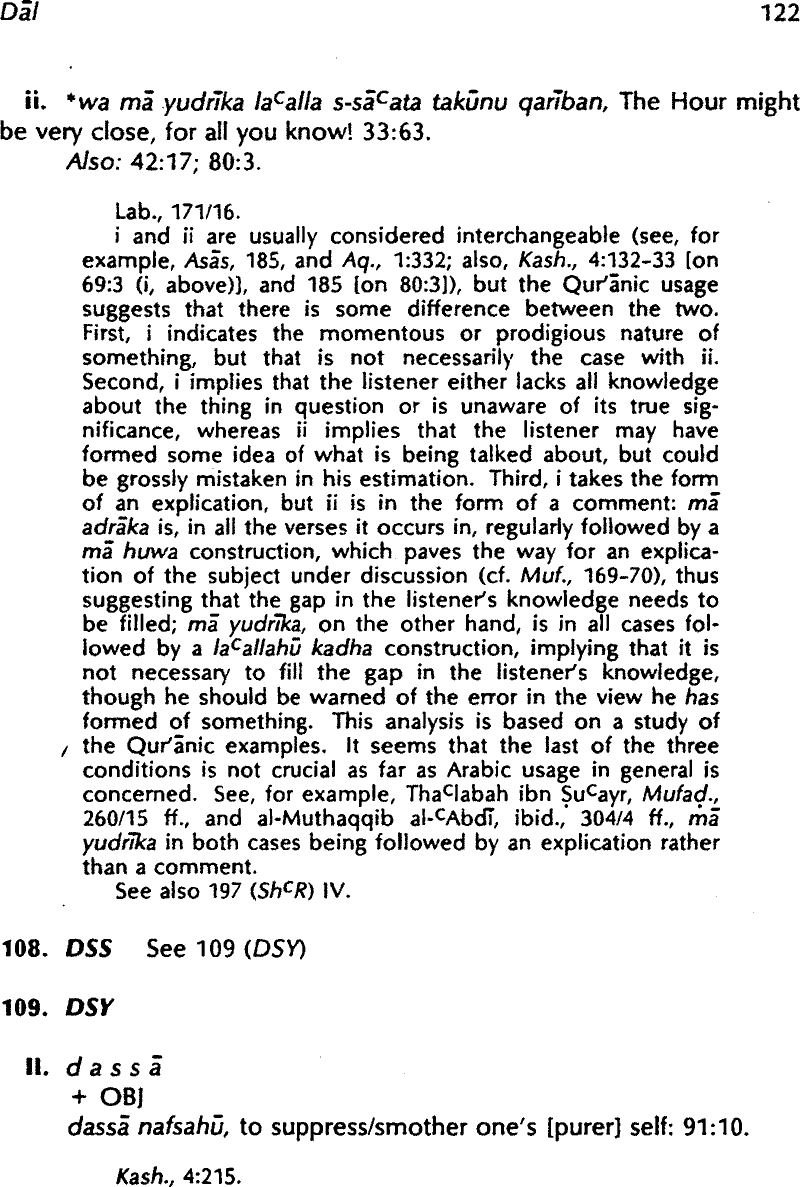 Dāl 122
ii. *wa mā yudrīka laᶜalla s-sāᶜata takūnu qarīban, The Hour might
be very close, for all you know! 33:63.
Also: 42:17; 80:3.
Lab., 171/16.
i and ii are usually considered interchangeable (see, for
example, Asās, 185, and Aq., 1:332; also, Kash., 4:132-33 [on
69:3 (i, above)], and 185 [on 80:3]), but the Qur'ānic usage
suggests that there is some difference between the two.
First, i indicates the momentous or prodigious nature of
something, but that is not necessarily the case with ii.
Second, i implies that the listener either lacks all knowledge
about the thing in question or is unaware of its true sig-
nificance, whereas ii implies that the listener may have
formed some idea of what is being talked about, but could
be grossly mistaken in his estimation. Third, i takes the form
of an explication, but ii is in the form of a comment: mā
adrāka is, in all the verses it occurs in, regularly followed by a
mā huwa construction, which paves the way for an explica-
tion of the subject under discussion (cf. Muf., 169-70), thus
suggesting that the gap in the listener's knowledge needs to
be filled; mā yudrīka, on the other hand, is in all cases fol-
lowed by a laᶜallahū kadha construction, implying that it is
not necessary to fill the gap in the listener's knowledge,
though he should be warned of the error in the view he has
formed of something. This analysis is based on a study of
the Qur'ānic examples. It seems that the last of the three
conditions is not crucial as far as Arabic usage in general is
concerned. See, for example, Thaᶜlabah ibn Ṣuᶜayr, Mufaḍ.,
260/15 ff., and al-Muthaqqib al-ᶜAbdī, ibid., 304/4 ff., mā
yudrīka in both cases being followed by an explication rather
than a comment.
See also 197 (ShᶜR) IV.
108. DSS See 109 (DSY)
109. DSY
II. dassā
+ OBJ
dassā nafsahū, to suppress/smother one's [purer] self: 91:10.
Kash., 4:215.